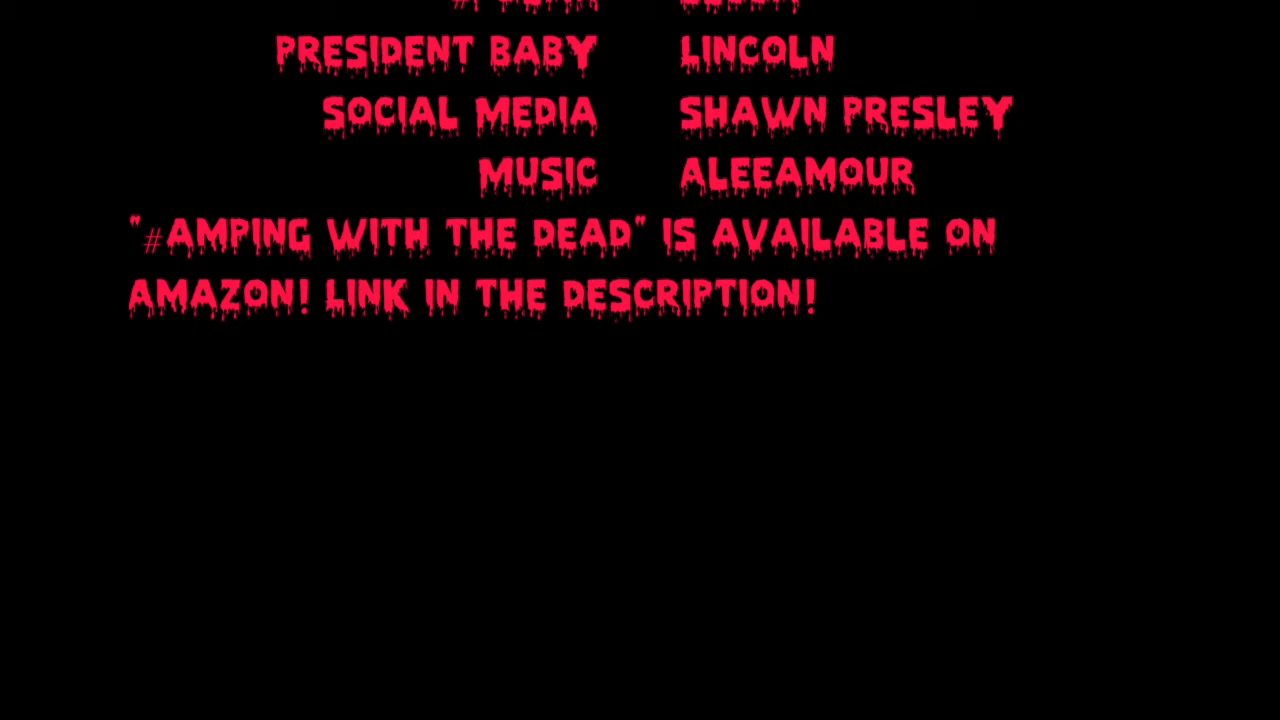 PRESIDENT BABY LINCOLN
SOCIAL MEDIA SHAWN PRESLEY
MUSIC ALEEAMOUR
"#AMPING WITH THE DEAD" IS AVAILABLE ON
AMAZON! LINK IN THE DESCRIPTION!